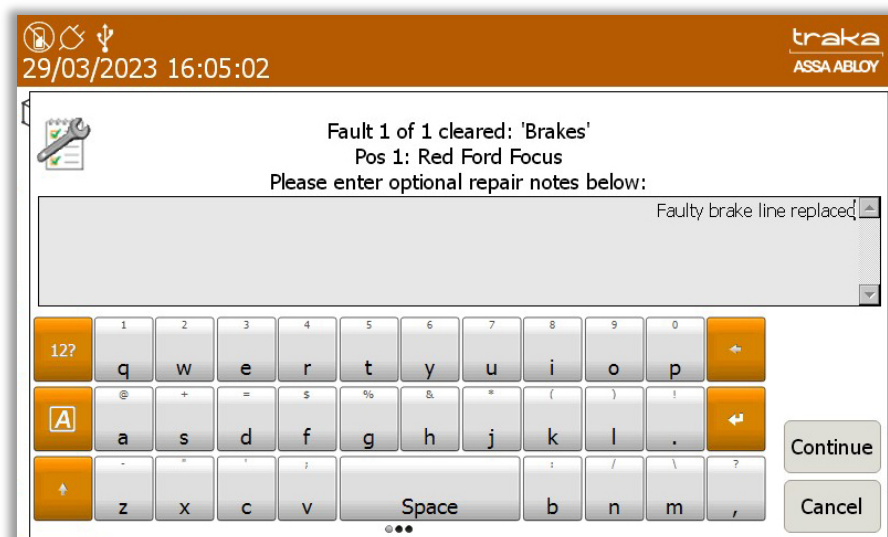 traka
29/03/2023 16:05:02
ASSA ABLOY
Fault 1 of 1 cleared: 'Brakes'
Pos 1: Red Ford Focus
Please enter optional repair notes below:
Faulty brake line replaced
1 2 3 4 5 6 7 8 9 0
12? q w e r t y u i o p
@ + = $ % & * ( ) !
A a s d f g h j k l .
Continue
- " ' ; : / \ ?
z x c v Space b n m ,
Cancel